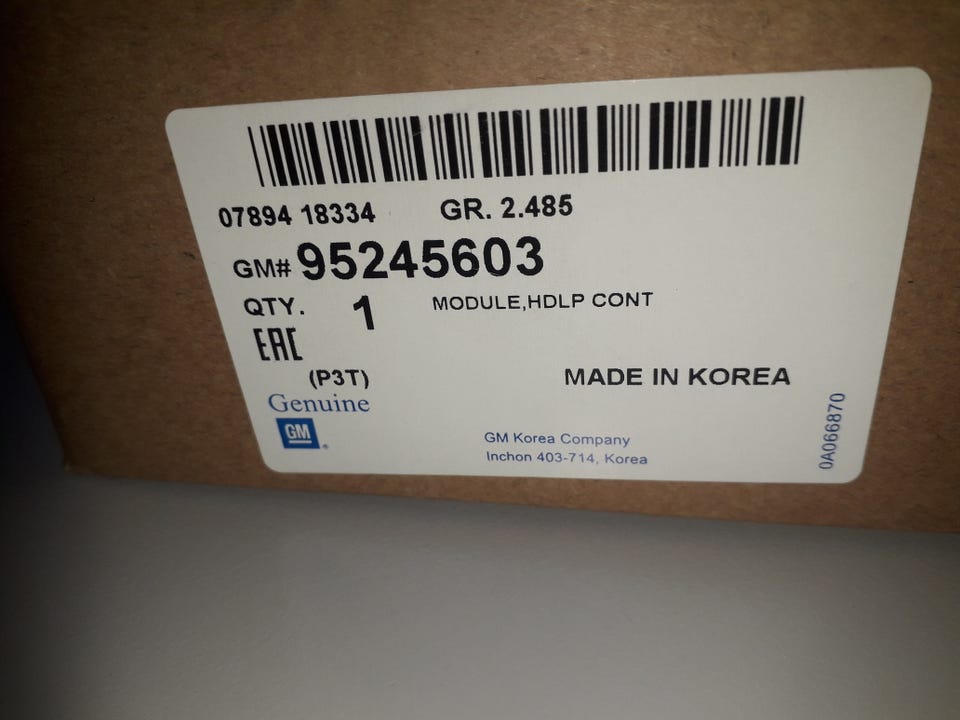 07894 18334 GR. 2.485
GM# 95245603
QTY. 1 MODULE,HDLP CONT
EAC
(P3T) MADE IN KOREA
Genuine
GM
GM Korea Company
Inchon 403-714, Korea
0A066870